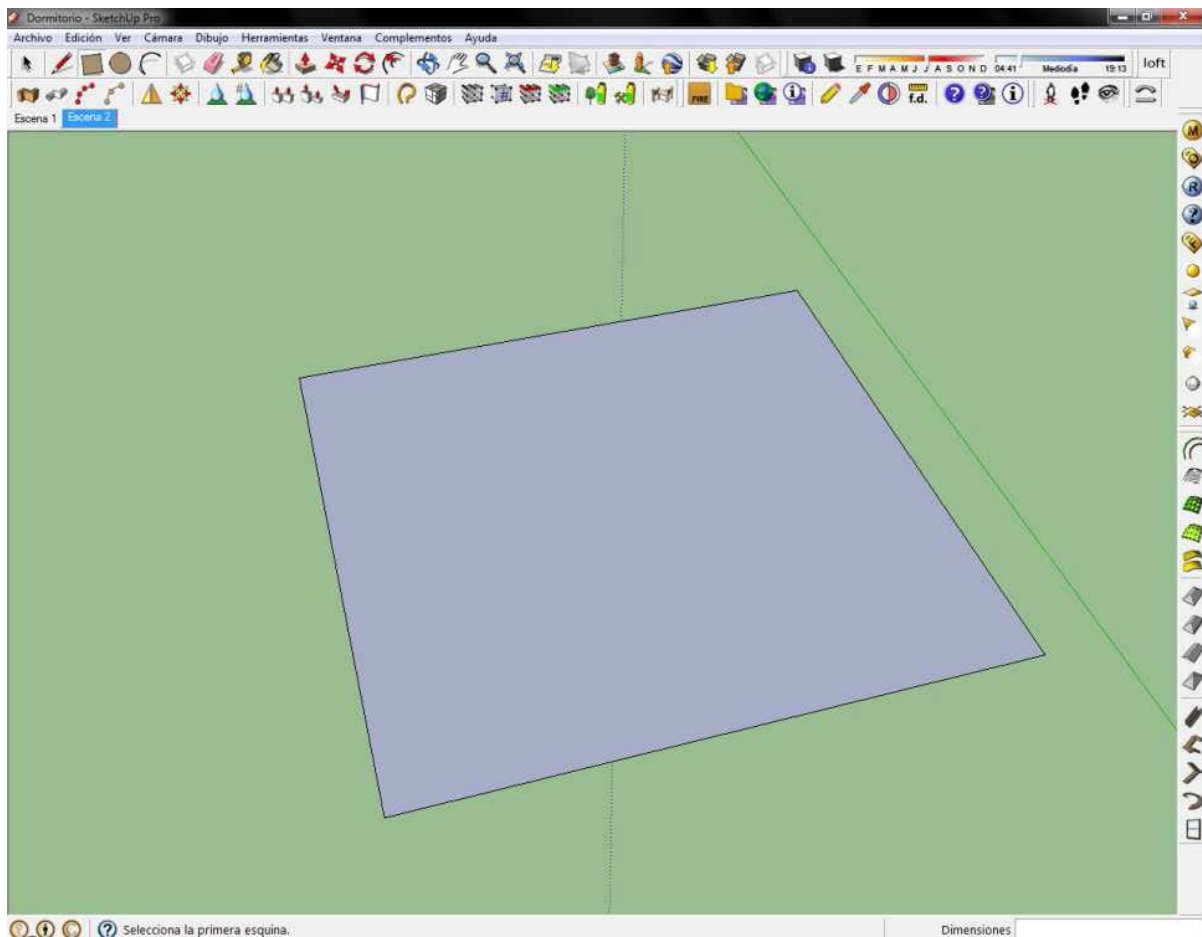 Dormitorio - SketchUp Pro
Archivo Edición Ver Cámara Dibujo Herramientas Ventana Complementos Ayuda
E F M A M J J A S O N D 04:41 Mediodía 19:13 loft
FIRE f.d.
Escena 1 Escena 2
M
R
Selecciona la primera esquina. Dimensiones